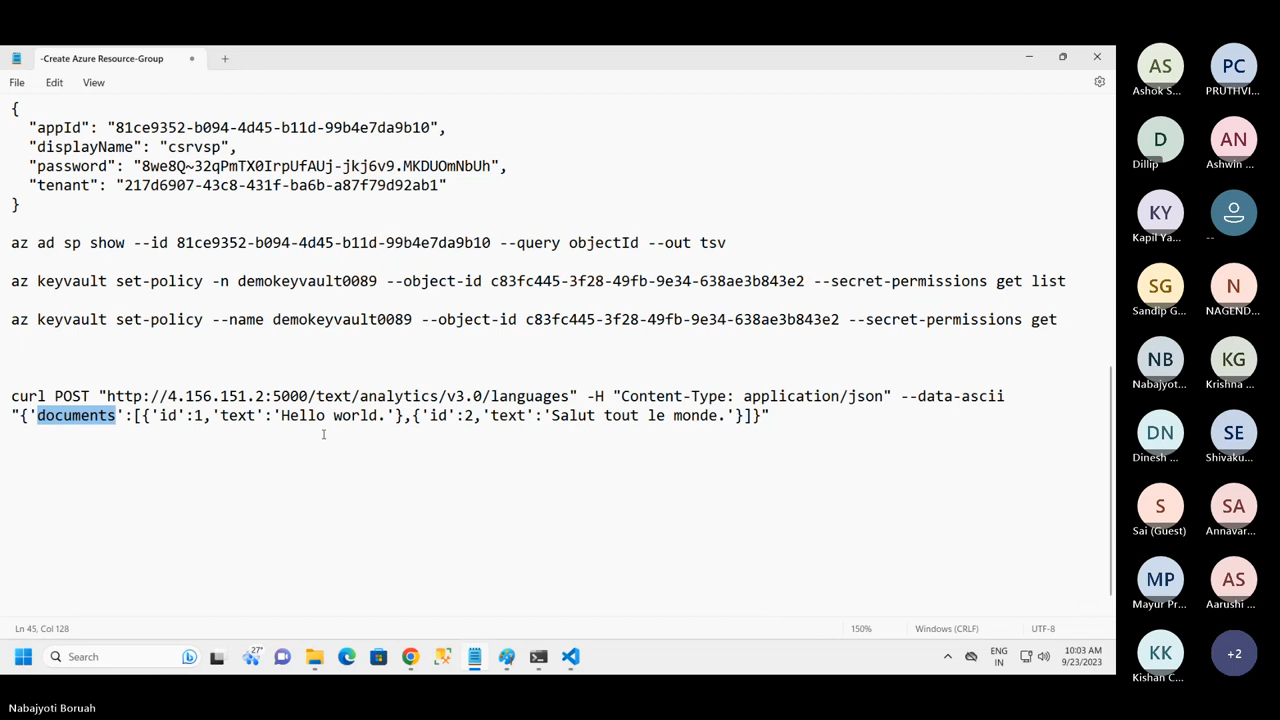 -Create Azure Resource-Group
File Edit View
{
"appId": "81ce9352-b094-4d45-b11d-99b4e7da9b10",
"displayName": "csrvsp",
"password": "8we8Q~32qPmTX0IrpUfAUj-jkj6v9.MKDUOmNbUh",
"tenant": "217d6907-43c8-431f-ba6b-a87f79d92ab1"
}
az ad sp show --id 81ce9352-b094-4d45-b11d-99b4e7da9b10 --query objectId --out tsv
az keyvault set-policy -n demokeyvault0089 --object-id c83fc445-3f28-49fb-9e34-638ae3b843e2 --secret-permissions get list
az keyvault set-policy --name demokeyvault0089 --object-id c83fc445-3f28-49fb-9e34-638ae3b843e2 --secret-permissions get
curl POST "http://4.156.151.2:5000/text/analytics/v3.0/languages" -H "Content-Type: application/json" --data-ascii
"{'documents':[{'id':1,'text':'Hello world.'},{'id':2,'text':'Salut tout le monde.'}]}"
Ln 45, Col 128
150%
Windows (CRLF)
UTF-8
Search
27°
ENG
IN
10:03 AM
9/23/2023
AS PC
Ashok S... PRUTHVI...
D AN
Dillip Ashwin ...
KY
Kapil Ya... --
SG N
Sandip G... NAGEND...
NB KG
Nabajyot... Krishna ...
DN SE
Dinesh ... Shivaku...
S SA
Sai (Guest) Annavar...
MP AS
Mayur Pr... Aarushi ...
KK +2
Kishan C...
Nabajyoti Boruah